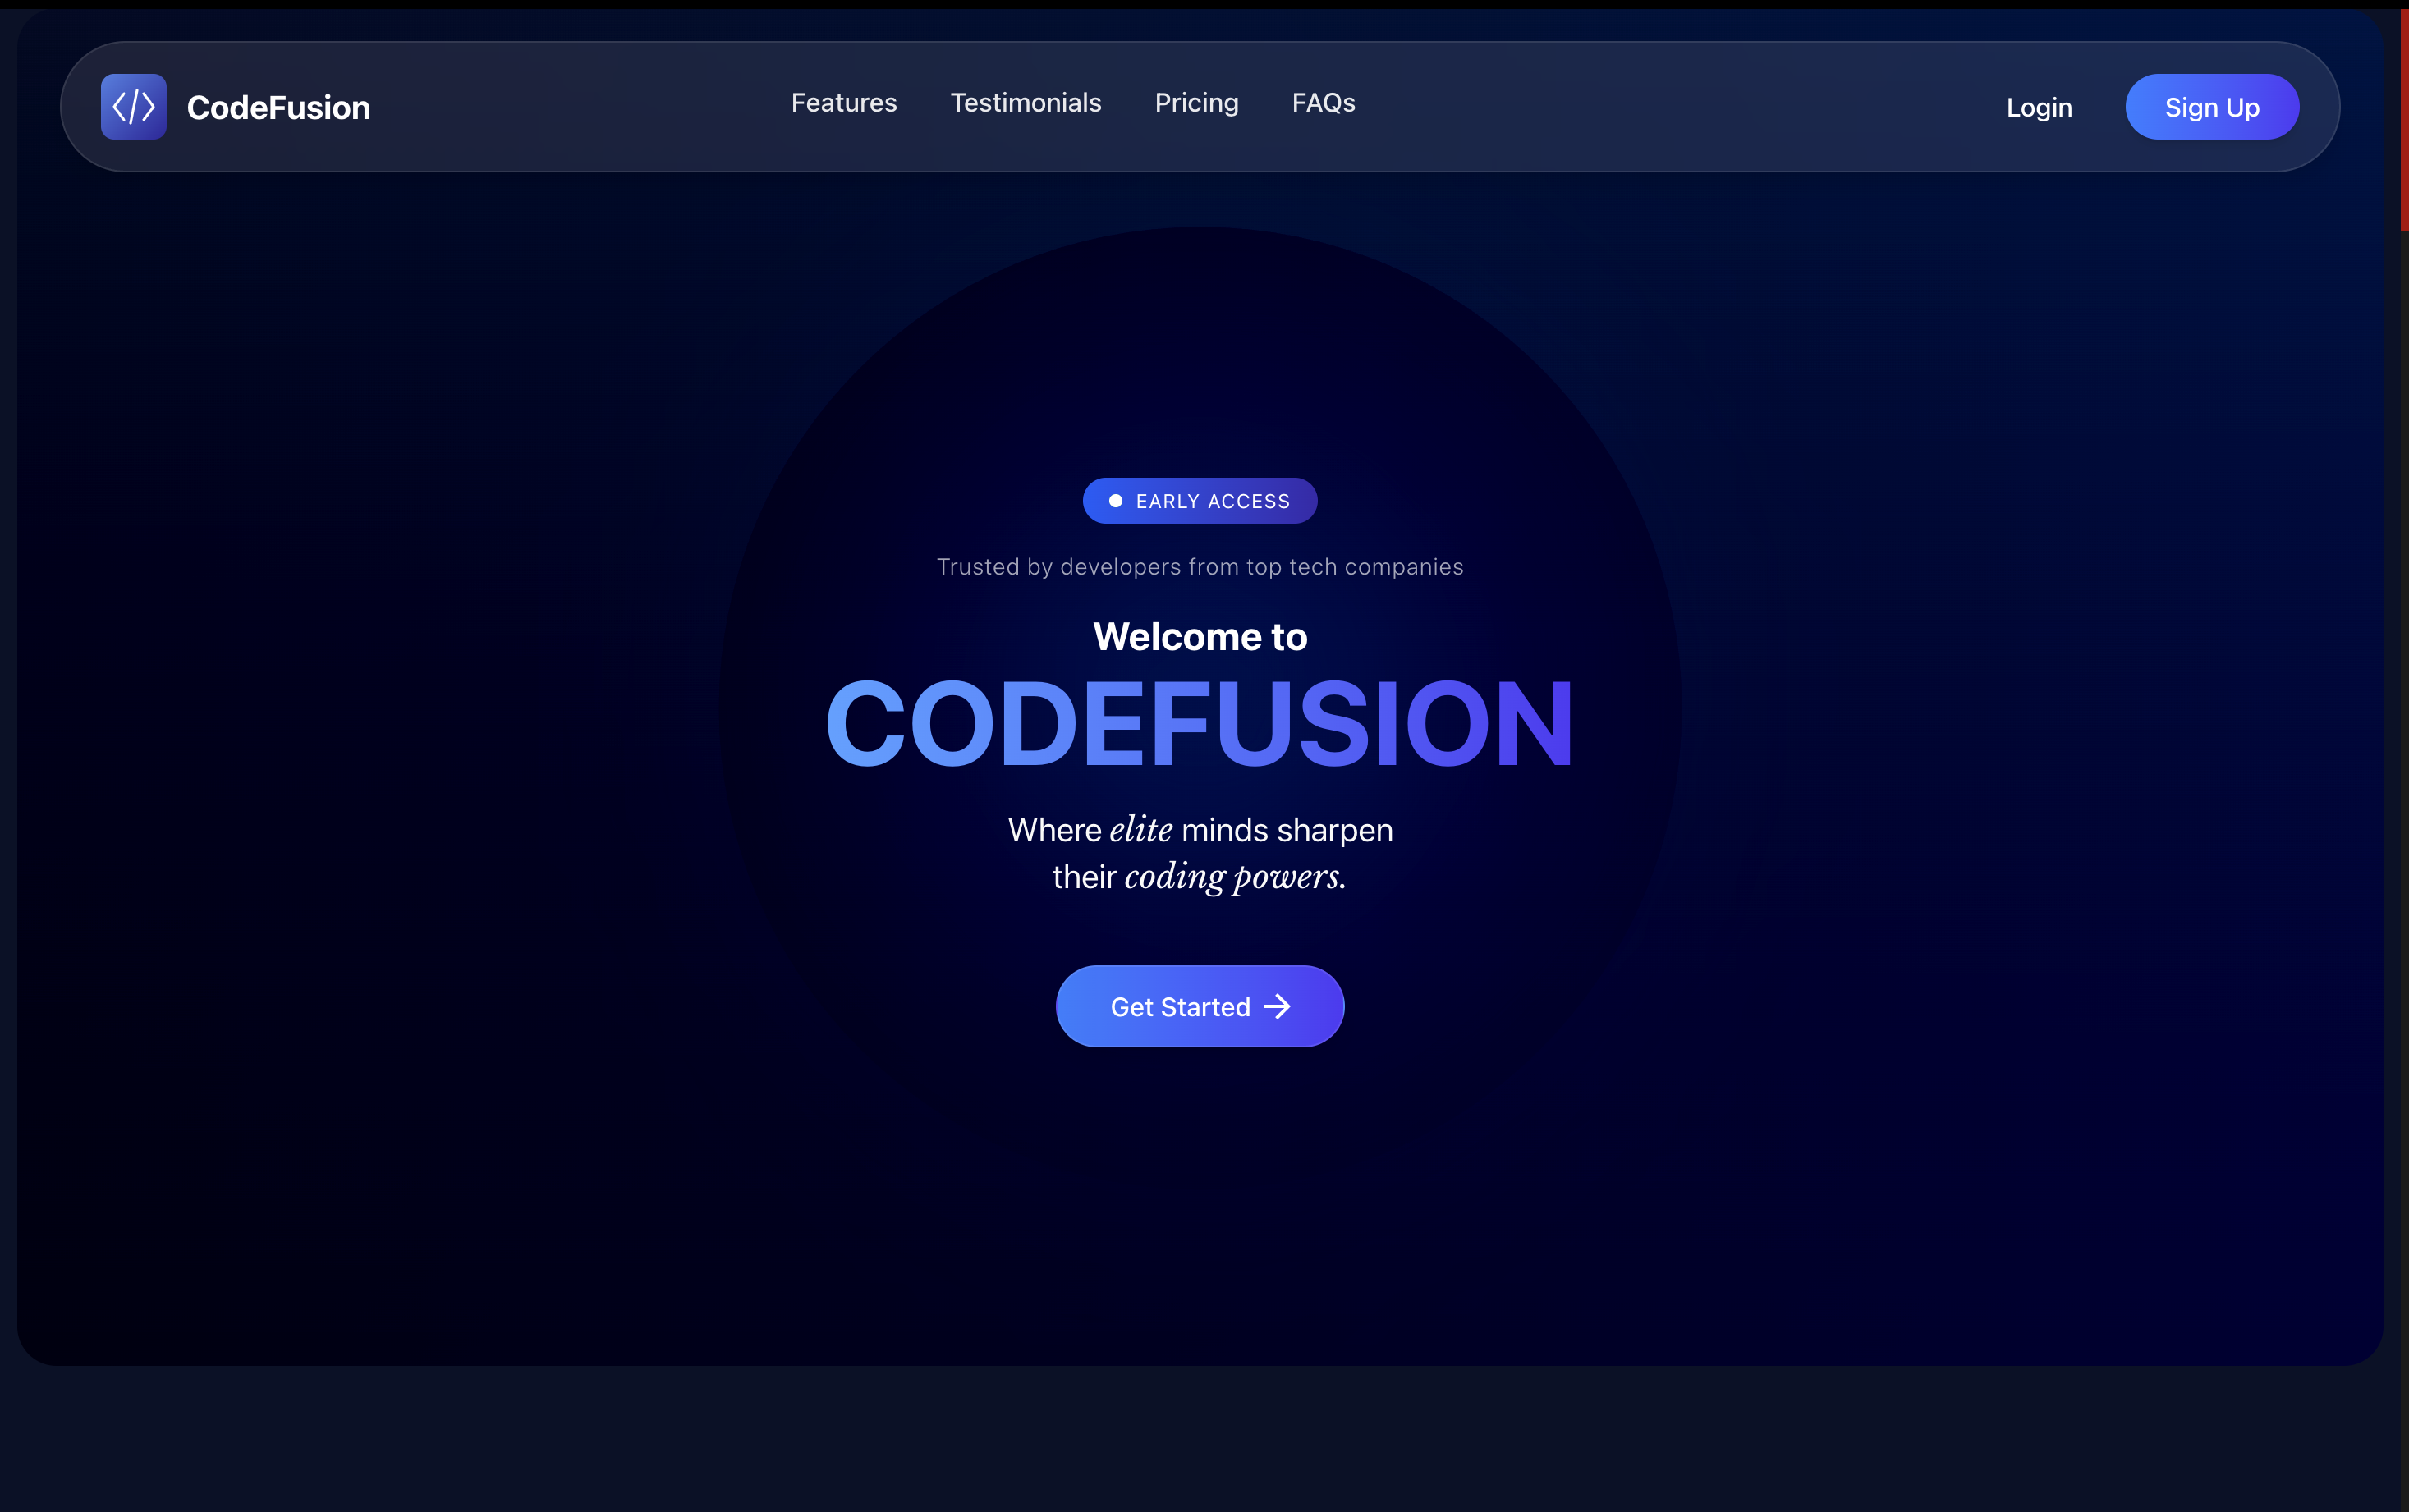 CodeFusion
Features
Testimonials
Pricing
FAQs
Login
Sign Up
EARLY ACCESS
Trusted by developers from top tech companies
Welcome to
CODEFUSION
Where elite minds sharpen
their coding powers.
Get Started